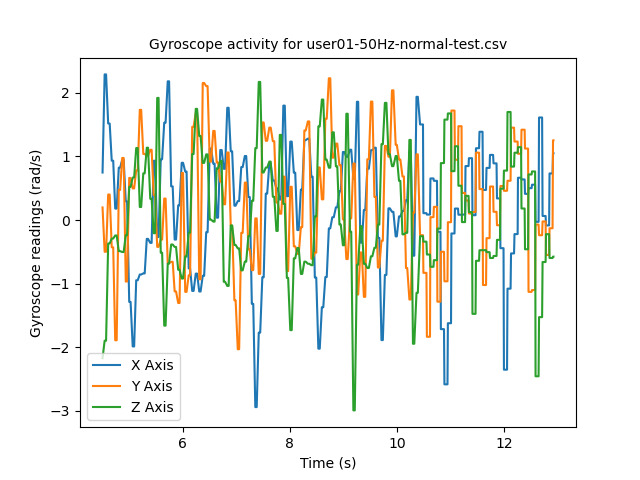 Gyroscope activity for user01-50Hz-normal-test.csv
Gyroscope readings (rad/s)
2
1
0
−1
−2
−3
X Axis
Y Axis
Z Axis
6 8 10 12
Time (s)